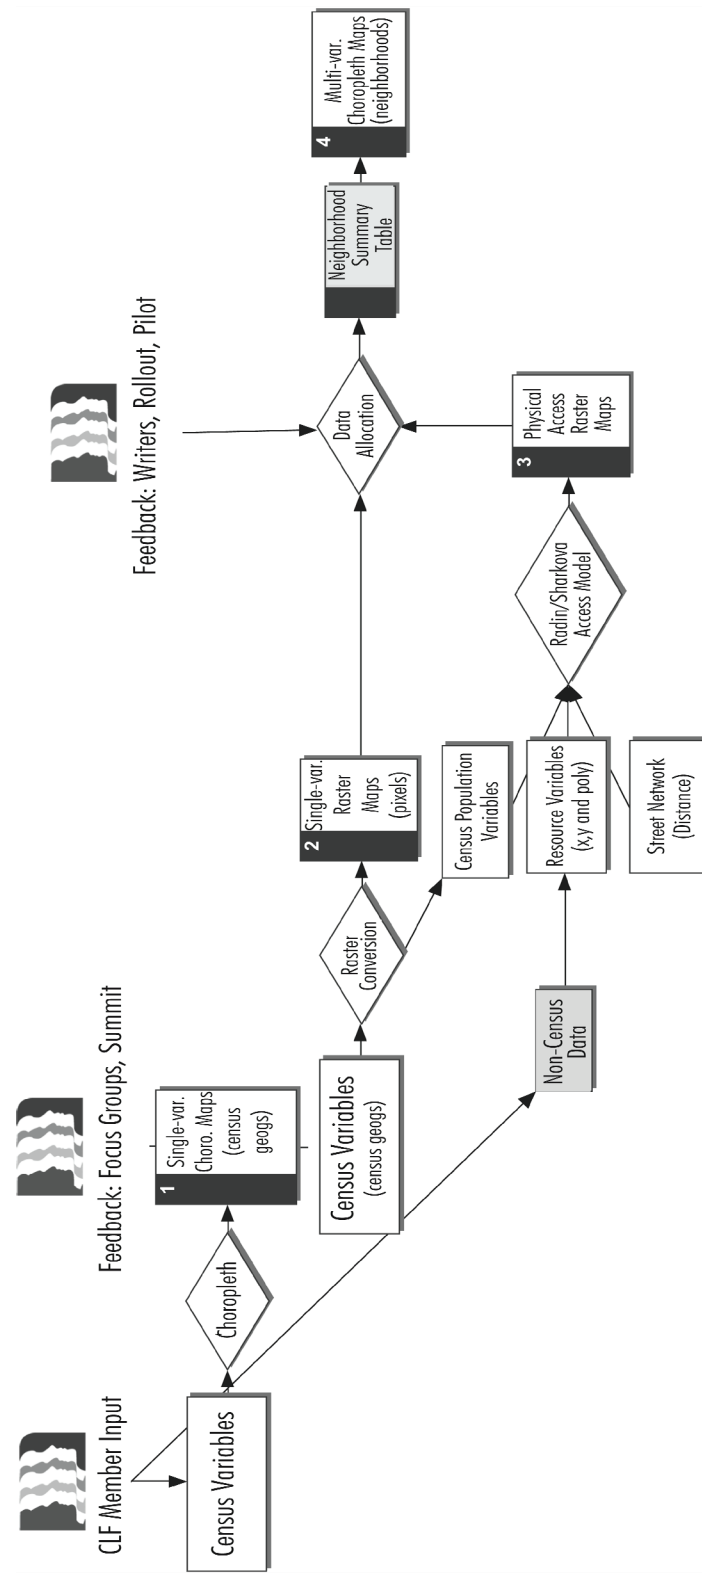 CLF Member Input
Census Variables
Choropleth
Feedback: Focus Groups, Summit
1
Single-var.
Choro. Maps
(census
geogs)
Census Variables
(census geogs)
Raster
Conversion
2
Single-var.
Raster
Maps
(pixels)
Non-Census
Data
Census Population
Variables
Resource Variables
(x,y and poly)
Street Network
(Distance)
Radin/Sharkova
Access Model
3
Physical
Access
Raster
Maps
Feedback: Writers, Rollout, Pilot
Data
Allocation
Neighborhood
Summary
Table
4
Multi-var.
Choropleth Maps
(neighborhoods)